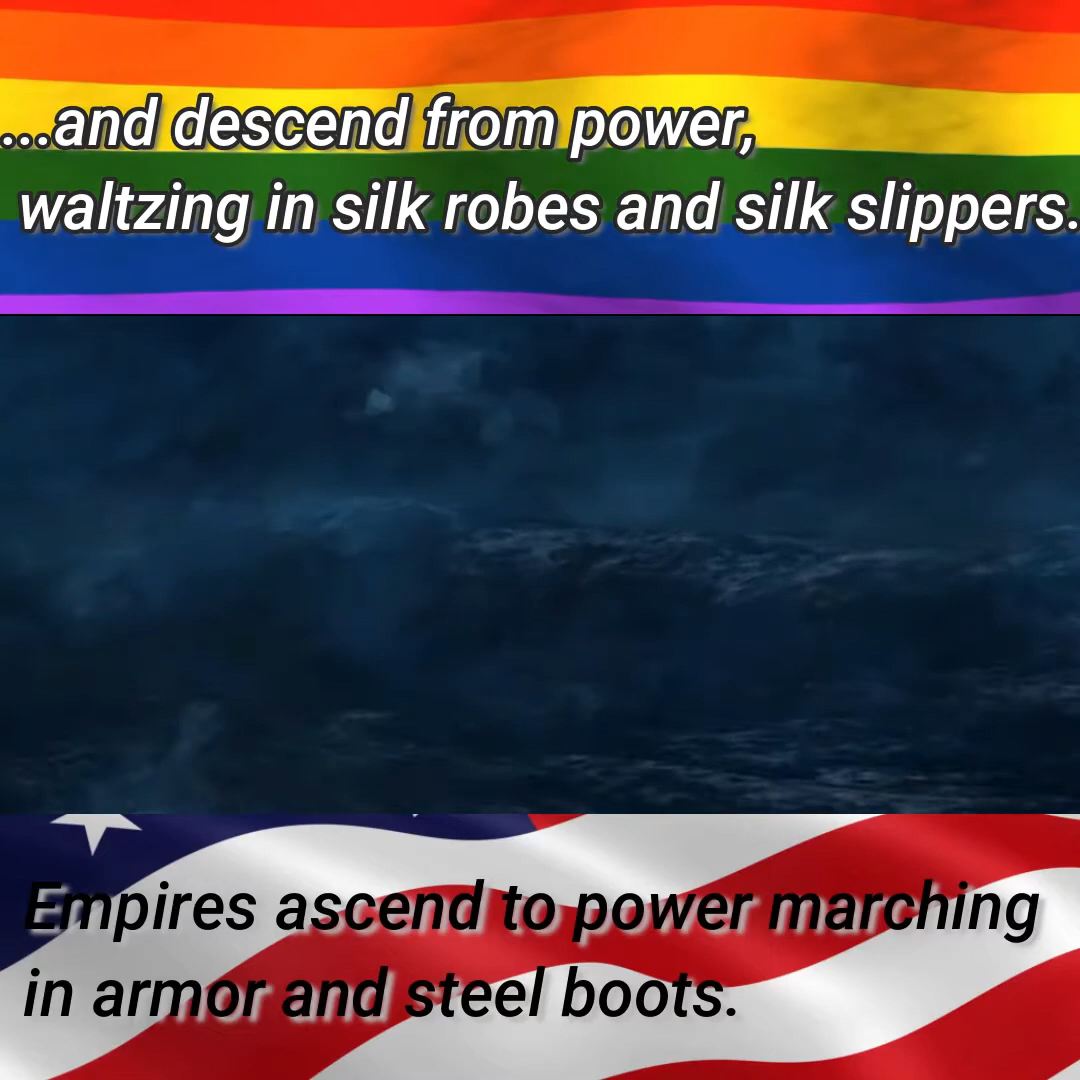 ...and descend from power,
waltzing in silk robes and silk slippers.
Empires ascend to power marching
in armor and steel boots.